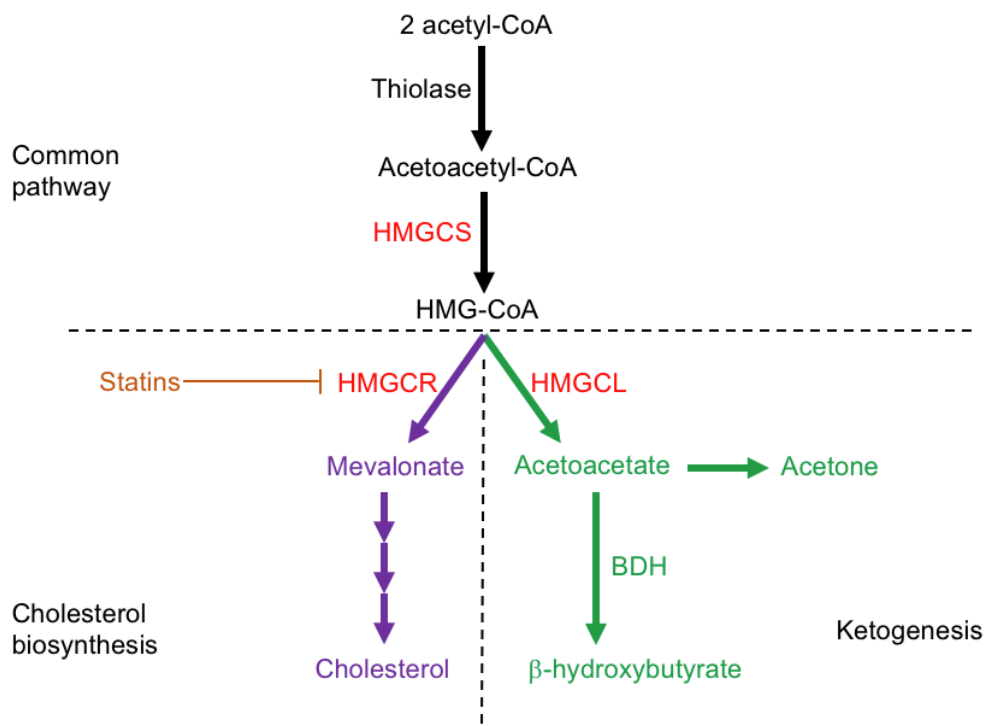 2 acetyl-CoA
Thiolase
Common
pathway
Acetoacetyl-CoA
HMGCS
HMG-CoA
Statins
HMGCR
HMGCL
Mevalonate
Acetoacetate
Acetone
BDH
Cholesterol
biosynthesis
Ketogenesis
Cholesterol
β-hydroxybutyrate